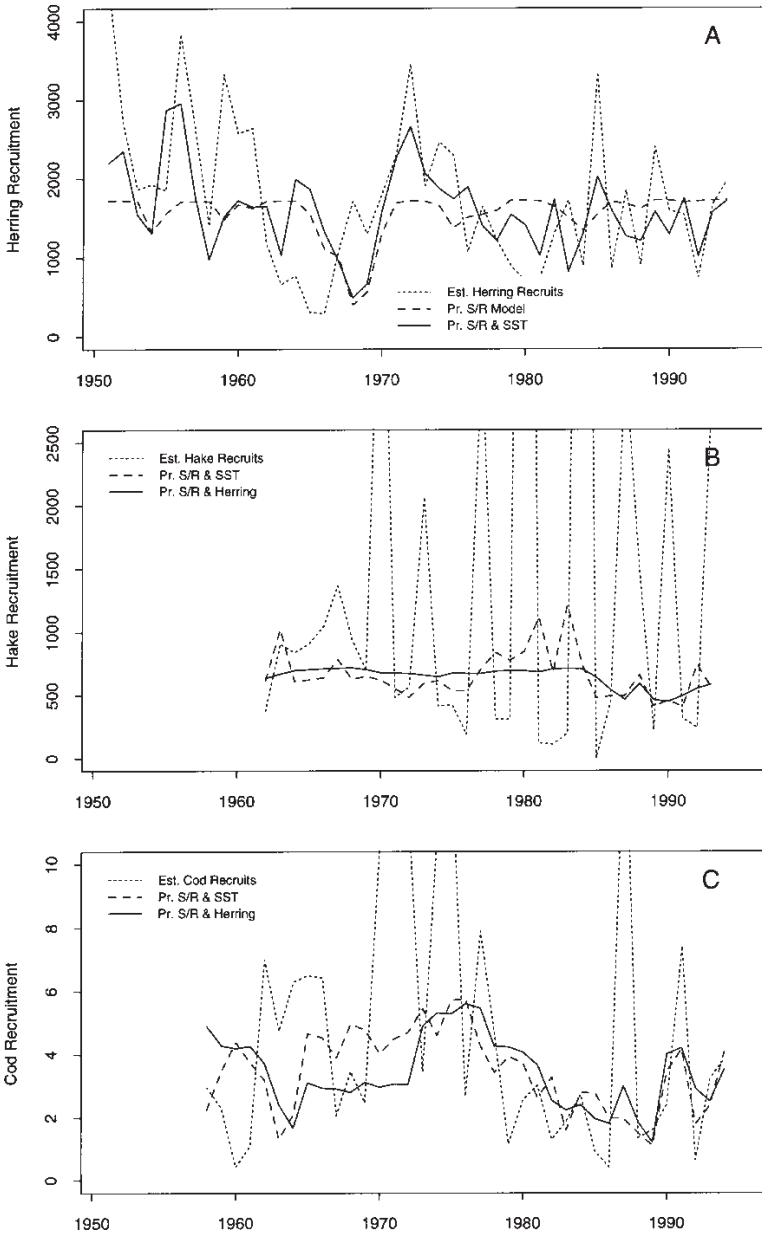 A
Herring Recruitment
4000
3000
2000
1000
0
Est. Herring Recruits
Pr. S/R Model
Pr. S/R & SST
1950 1960 1970 1980 1990
B
Hake Recruitment
2500
2000
1500
1000
500
0
Est. Hake Recruits
Pr. S/R & SST
Pr. S/R & Herring
1950 1960 1970 1980 1990
C
Cod Recruitment
10
8
6
4
2
0
Est. Cod Recruits
Pr. S/R & SST
Pr. S/R & Herring
1950 1960 1970 1980 1990